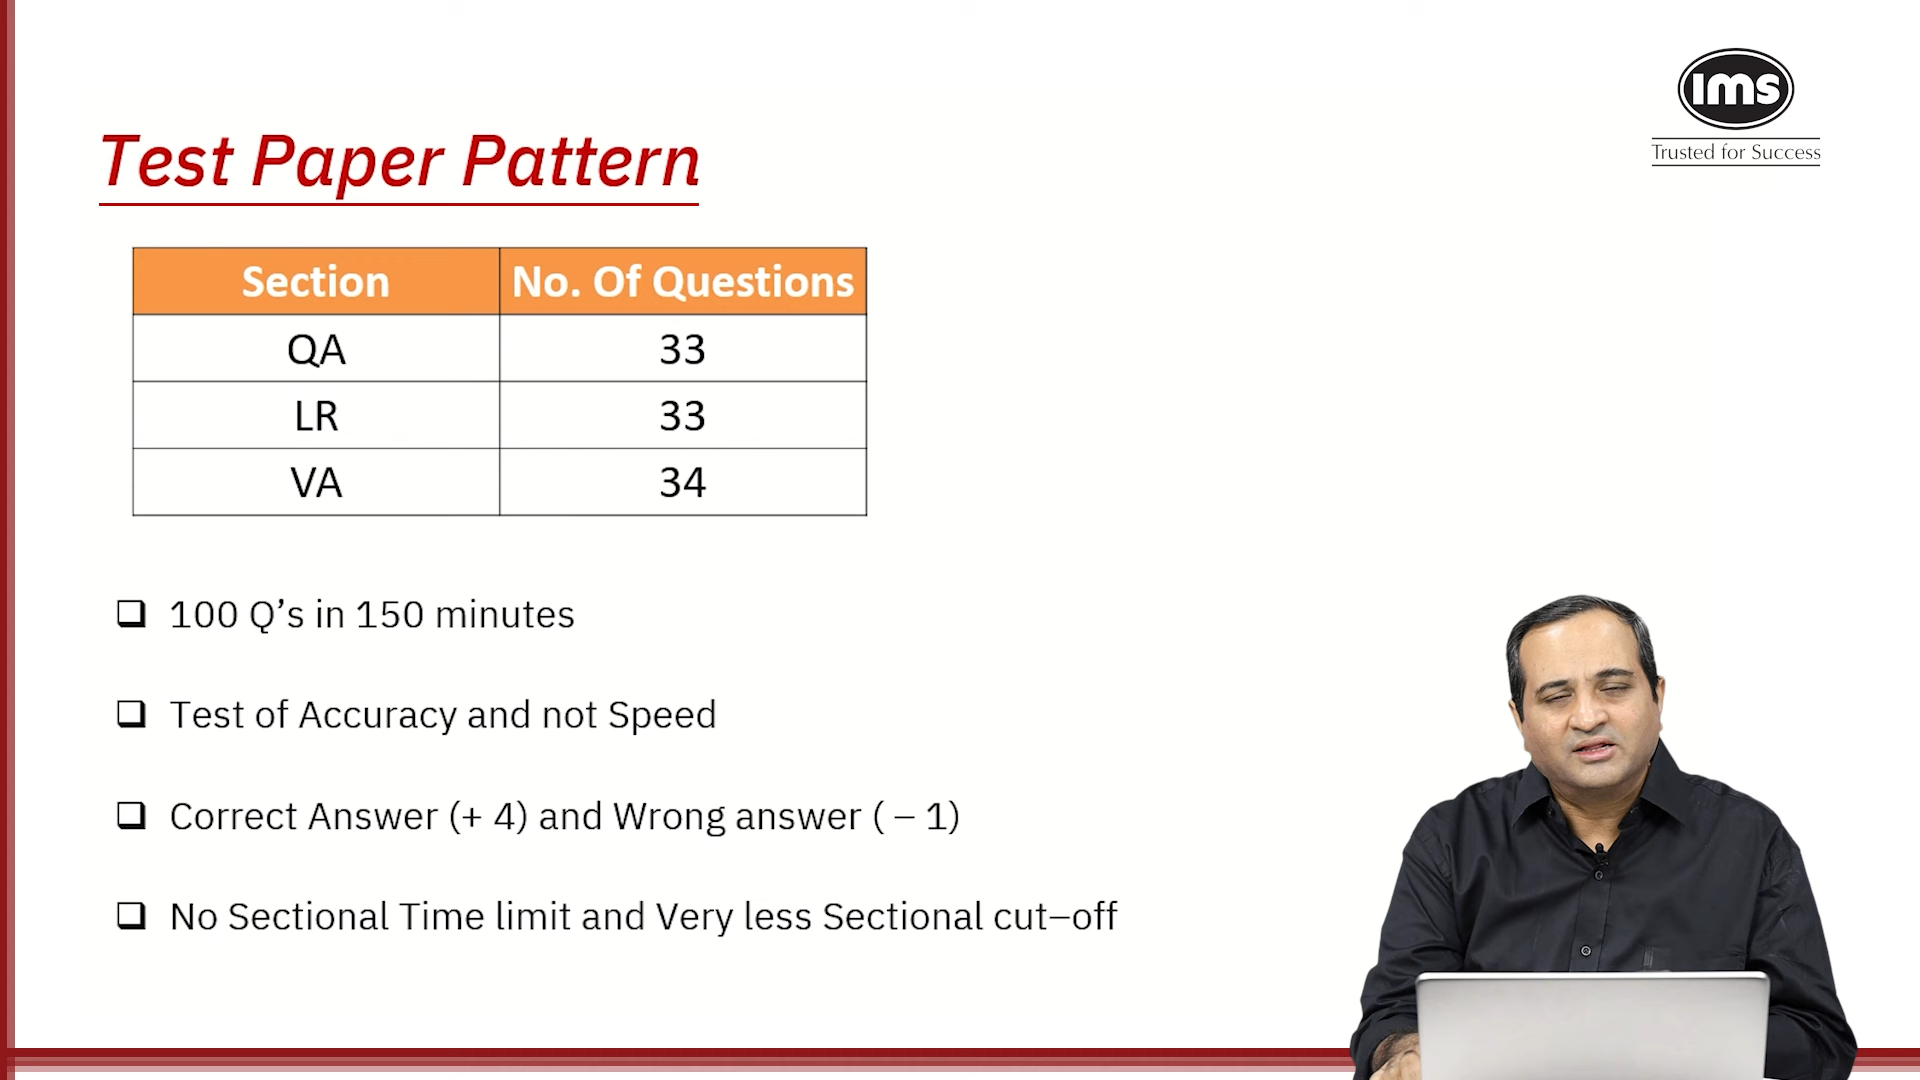 ims
Trusted for Success
Test Paper Pattern
Section No. Of Questions
QA 33
LR 33
VA 34
❑ 100 Q’s in 150 minutes
❑ Test of Accuracy and not Speed
❑ Correct Answer (+ 4) and Wrong answer ( – 1)
❑ No Sectional Time limit and Very less Sectional cut–off